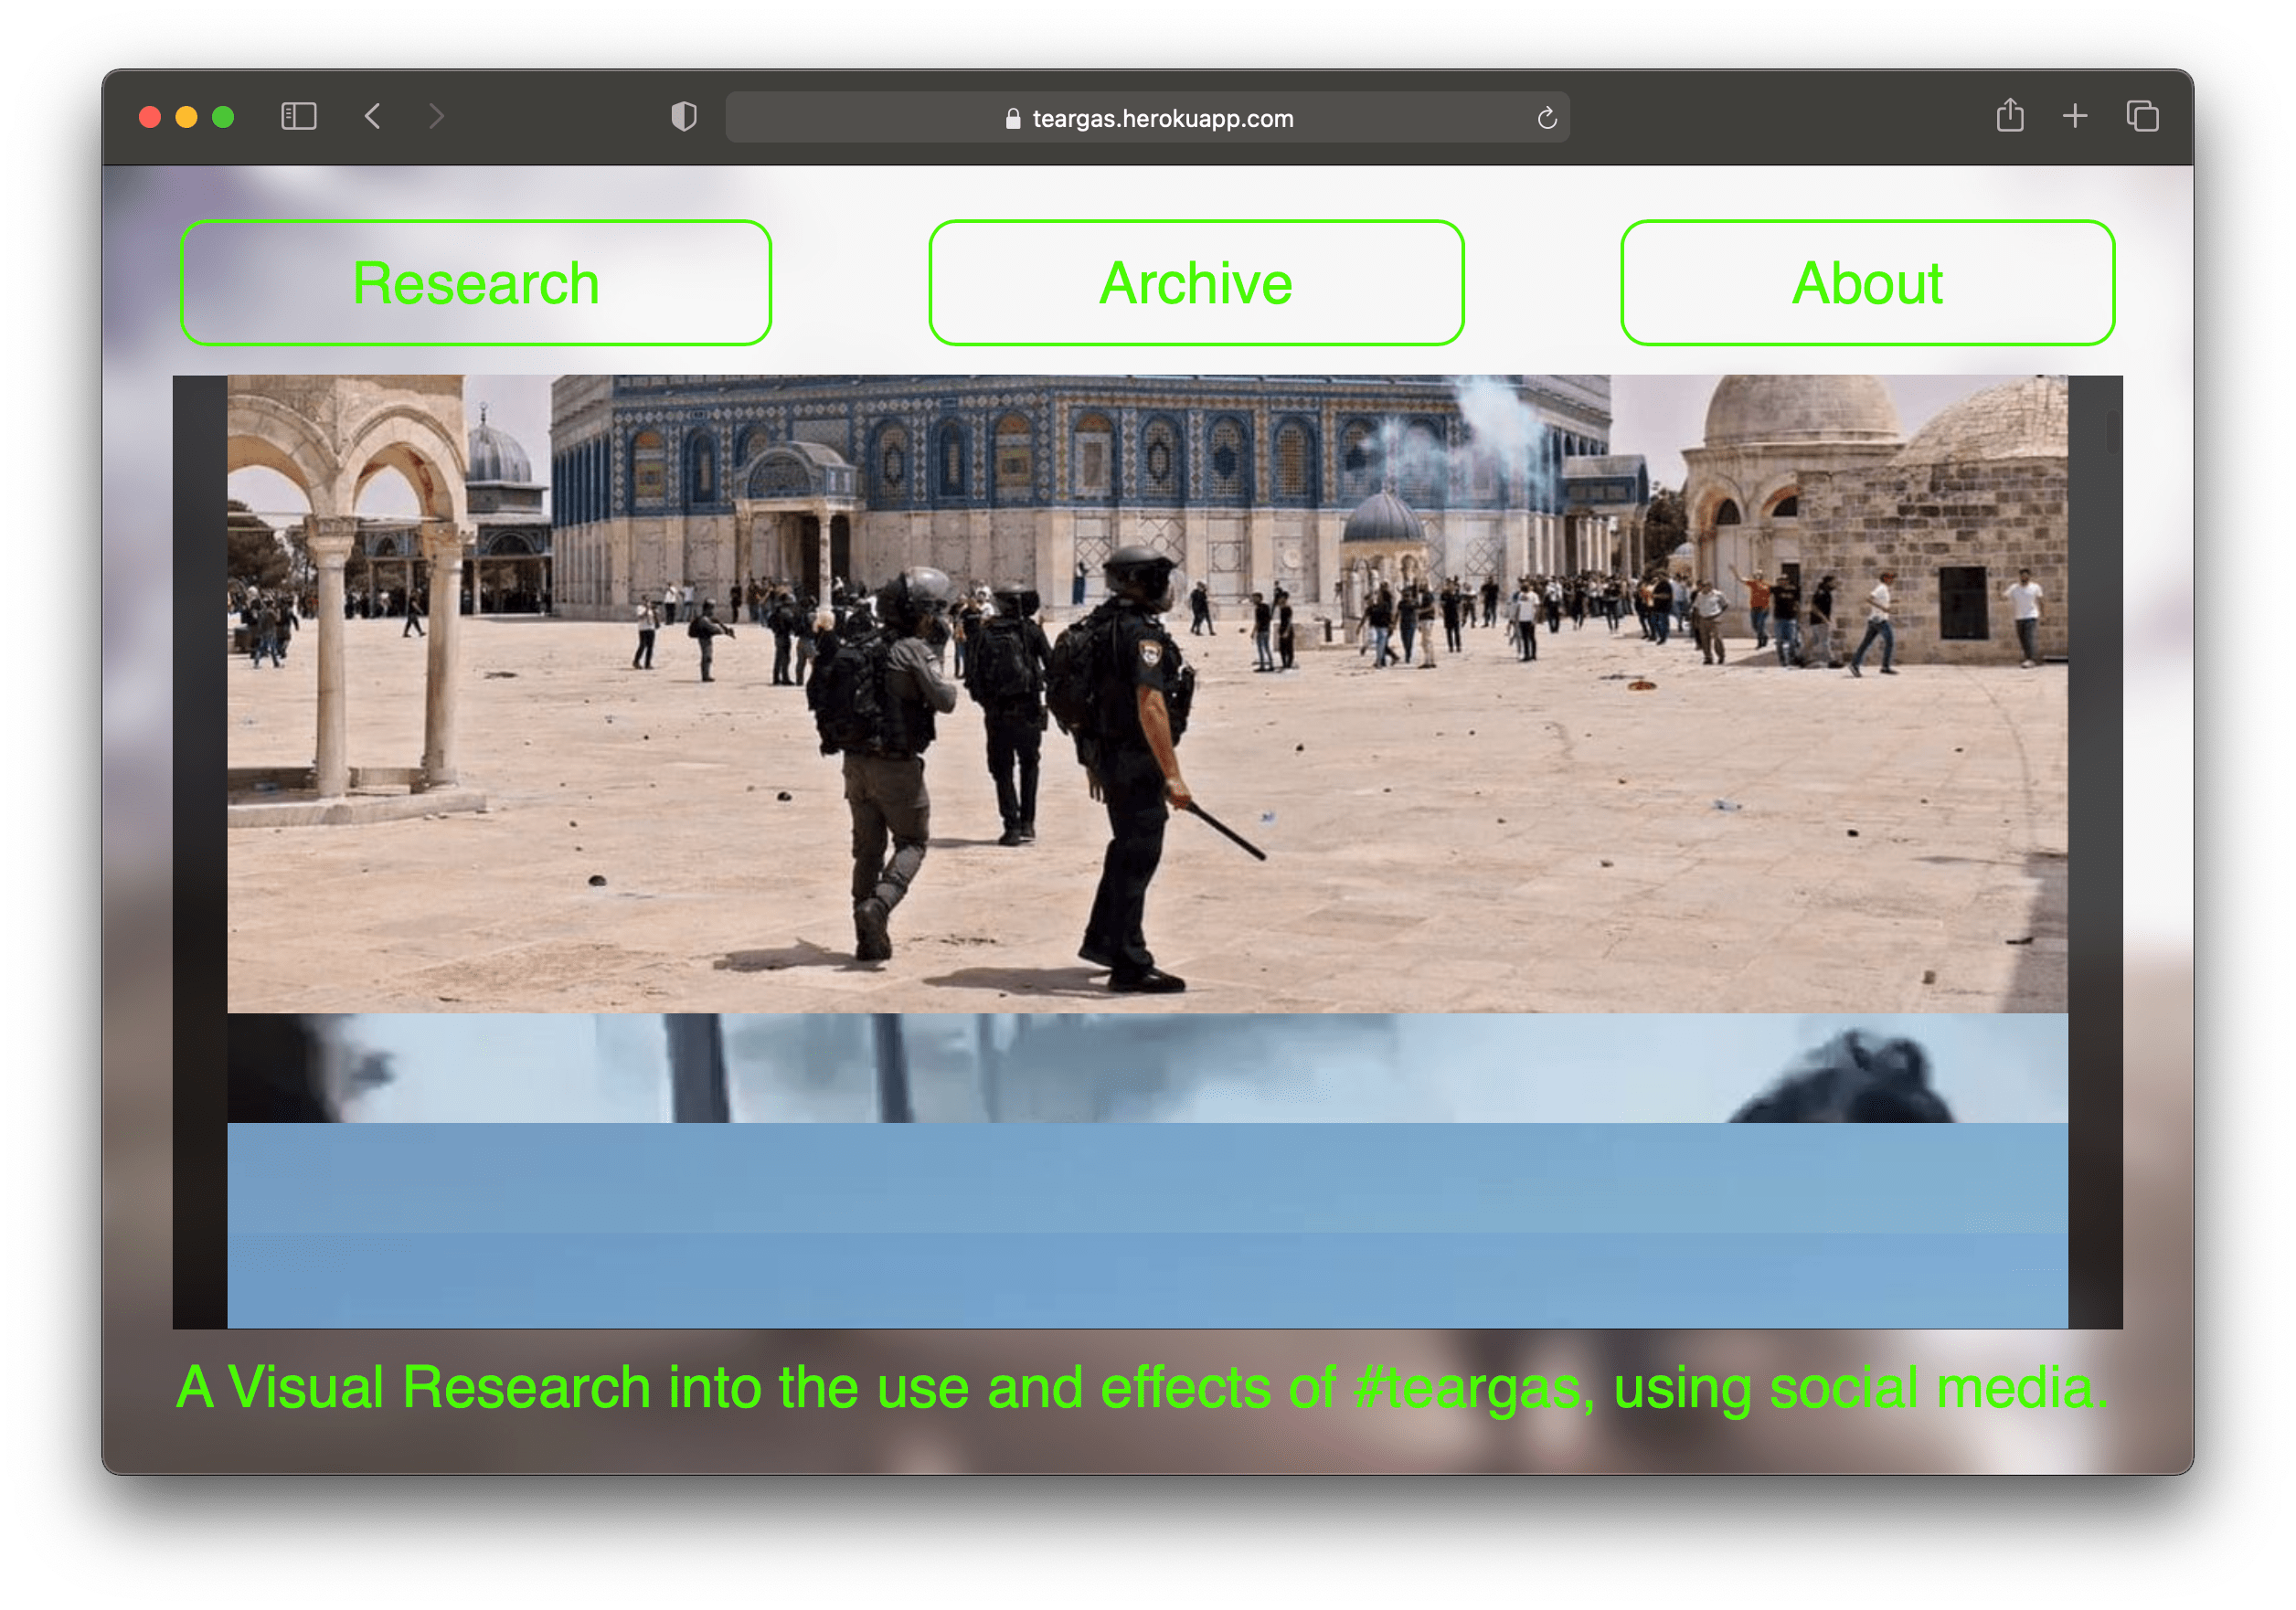 teargas.herokuapp.com
Research
Archive
About
A Visual Research into the use and effects of #teargas, using social media.